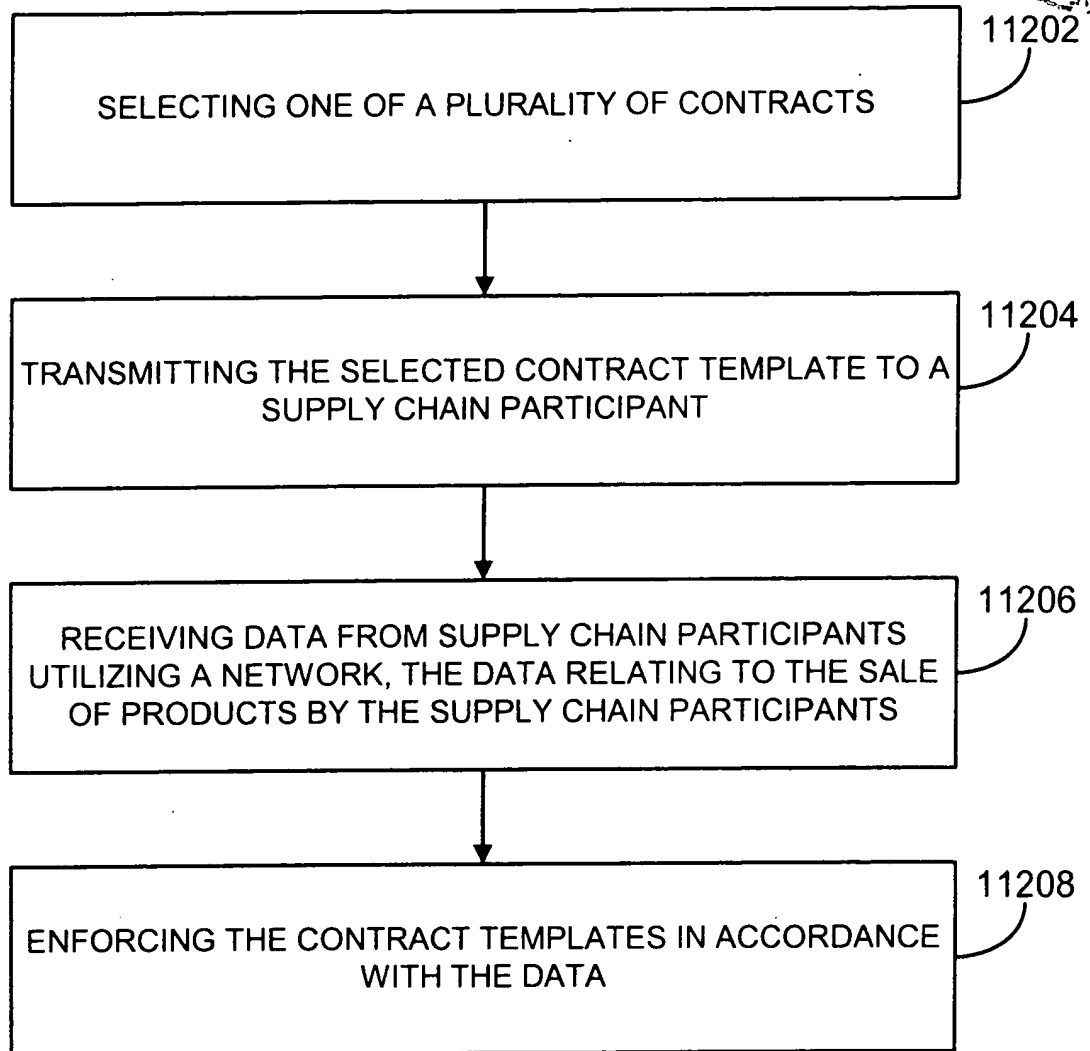 11202
SELECTING ONE OF A PLURALITY OF CONTRACTS
11204
TRANSMITTING THE SELECTED CONTRACT TEMPLATE TO A
SUPPLY CHAIN PARTICIPANT
11206
RECEIVING DATA FROM SUPPLY CHAIN PARTICIPANTS
UTILIZING A NETWORK, THE DATA RELATING TO THE SALE
OF PRODUCTS BY THE SUPPLY CHAIN PARTICIPANTS
11208
ENFORCING THE CONTRACT TEMPLATES IN ACCORDANCE
WITH THE DATA